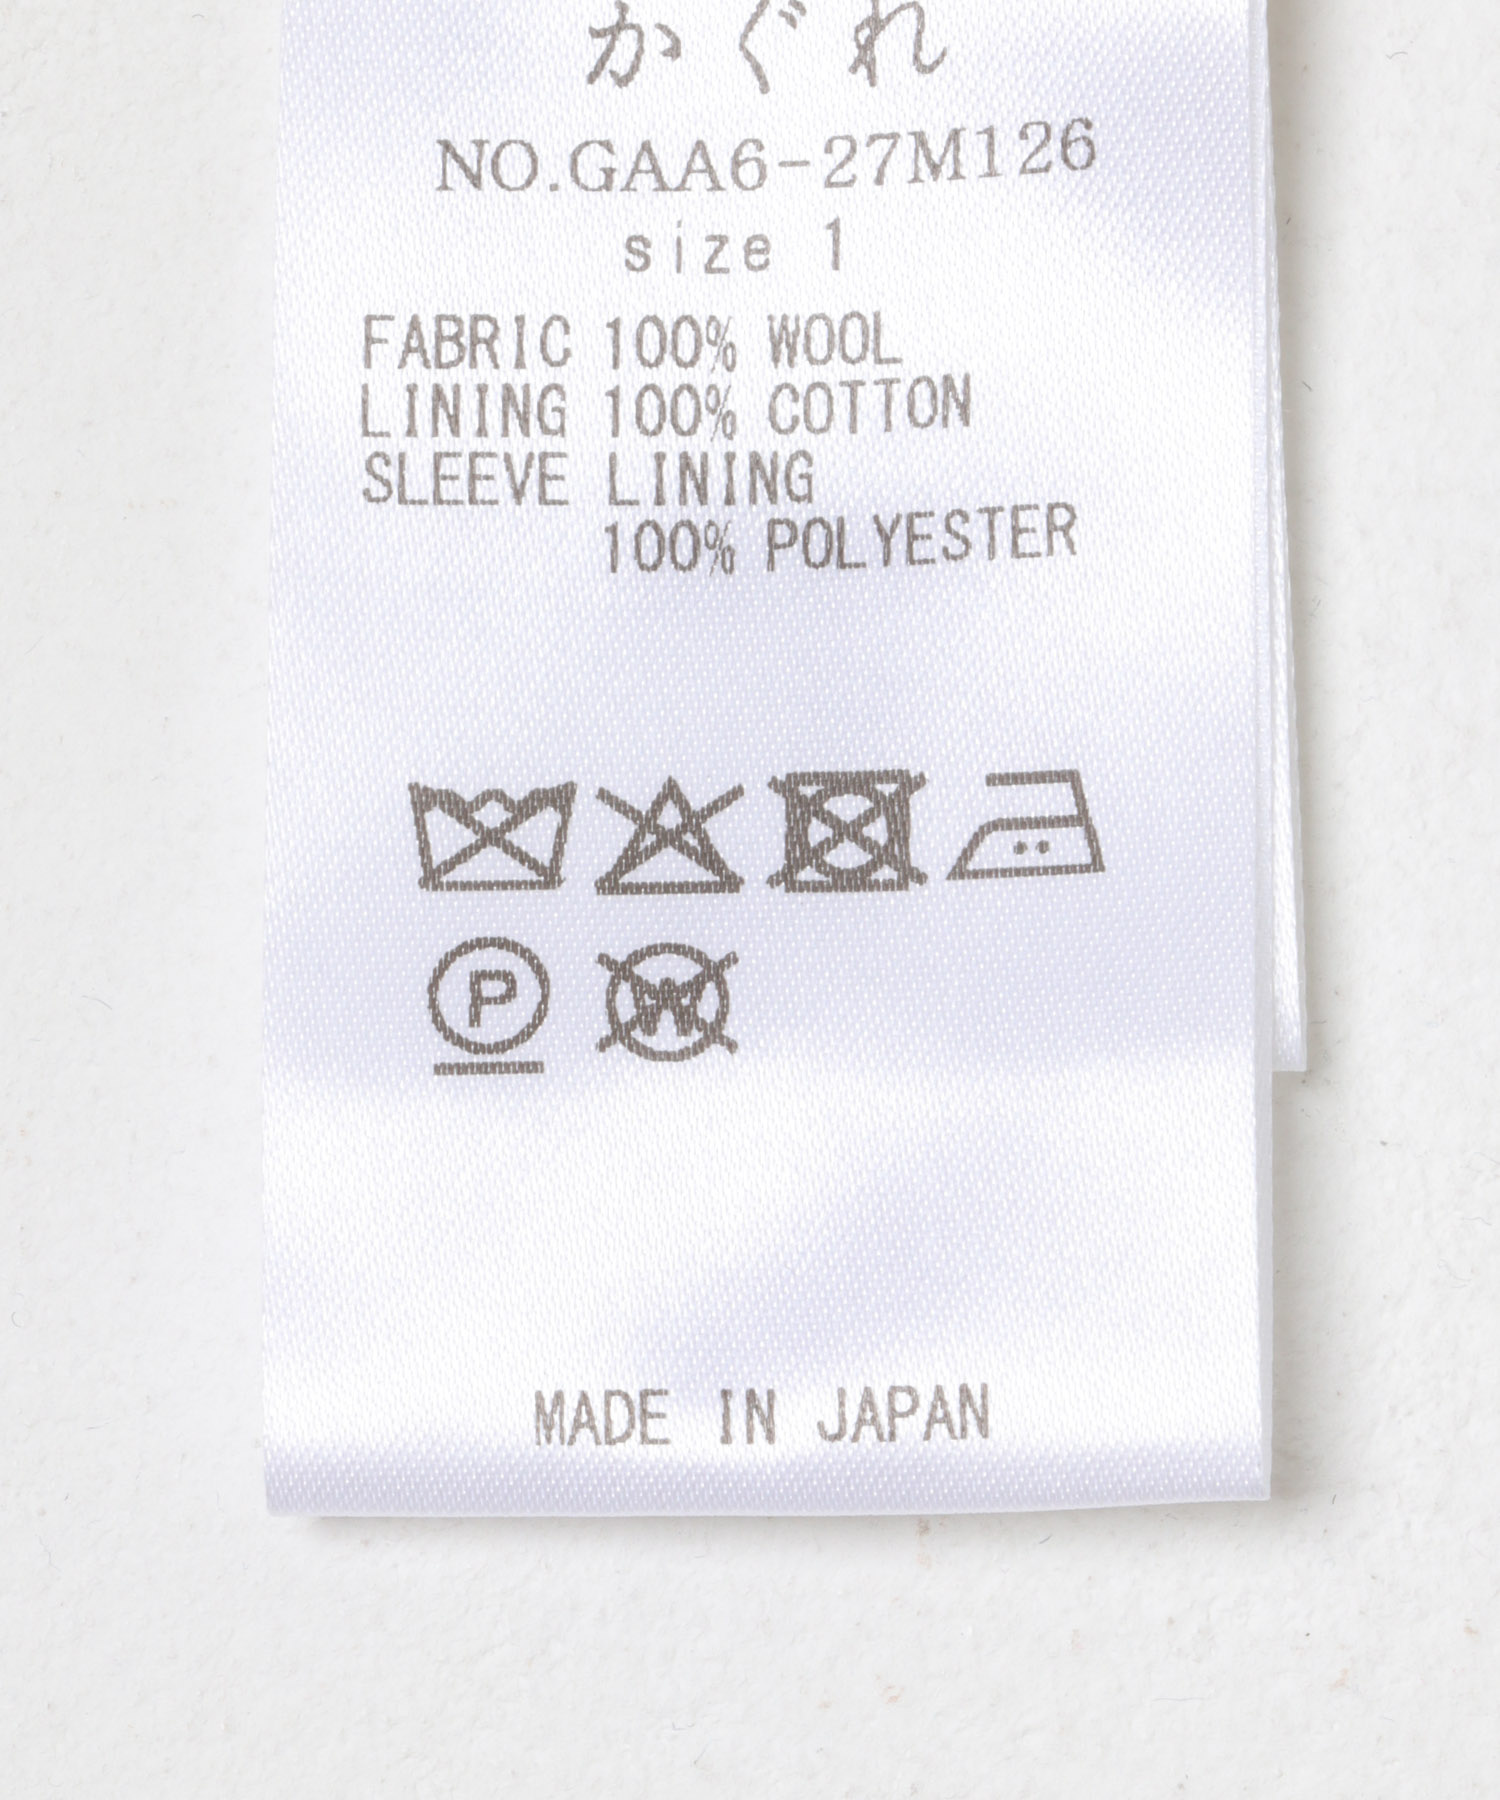 かぐれ
NO.GAA6-27M126
size 1
FABRIC 100% WOOL
LINING 100% COTTON
SLEEVE LINING
100% POLYESTER
P
W
MADE IN JAPAN